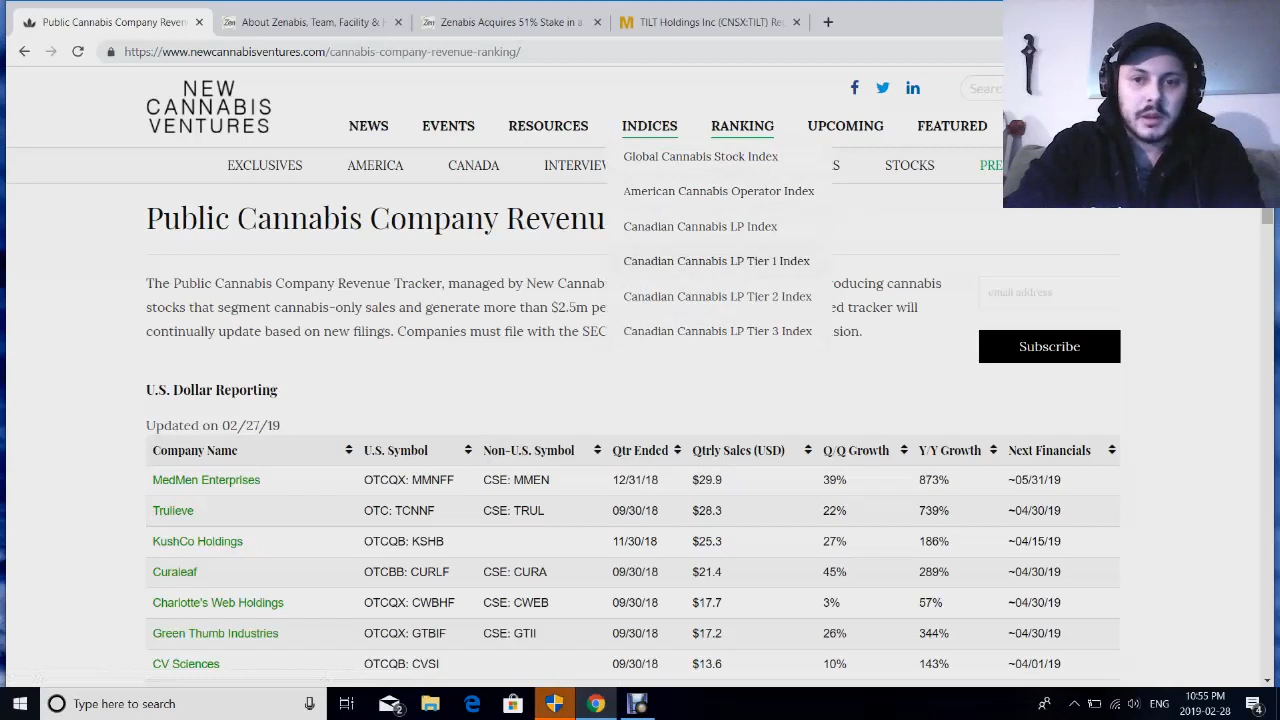 Public Cannabis Company Reven
About Zenabis, Team, Facility &
Zenabis Acquires 51% Stake in a
TILT Holdings Inc (CNSX:TILT) Re
https://www.newcannabisventures.com/cannabis-company-revenue-ranking/
NEW
CANNABIS
VENTURES
Searc
NEWS EVENTS RESOURCES INDICES RANKING UPCOMING FEATURED
EXCLUSIVES AMERICA CANADA INTERVIEW S STOCKS PRE
Global Cannabis Stock Index
American Cannabis Operator Index
Canadian Cannabis LP Index
Canadian Cannabis LP Tier 1 Index
Canadian Cannabis LP Tier 2 Index
Canadian Cannabis LP Tier 3 Index
Public Cannabis Company Revenu
The Public Cannabis Company Revenue Tracker, managed by New Cannab roducing cannabis
stocks that segment cannabis-only sales and generate more than $2.5m pe ed tracker will
continually update based on new filings. Companies must file with the SEC sion.
email address
Subscribe
U.S. Dollar Reporting
Updated on 02/27/19
Company Name U.S. Symbol Non-U.S. Symbol Qtr Ended Qtrly Sales (USD) Q/Q Growth Y/Y Growth Next Financials
MedMen Enterprises OTCQX: MMNFF CSE: MMEN 12/31/18 $29.9 39% 873% ~05/31/19
Trulieve OTC: TCNNF CSE: TRUL 09/30/18 $28.3 22% 739% ~04/30/19
KushCo Holdings OTCQB: KSHB 11/30/18 $25.3 27% 186% ~04/15/19
Curaleaf OTCBB: CURLF CSE: CURA 09/30/18 $21.4 45% 289% ~04/30/19
Charlotte's Web Holdings OTCQX: CWBHF CSE: CWEB 09/30/18 $17.7 3% 57% ~04/30/19
Green Thumb Industries OTCQX: GTBIF CSE: GTII 09/30/18 $17.2 26% 344% ~04/30/19
CV Sciences OTCQB: CVSI 09/30/18 $13.6 10% 143% ~04/01/19
Type here to search
2
ENG
10:55 PM
2019-02-28
4